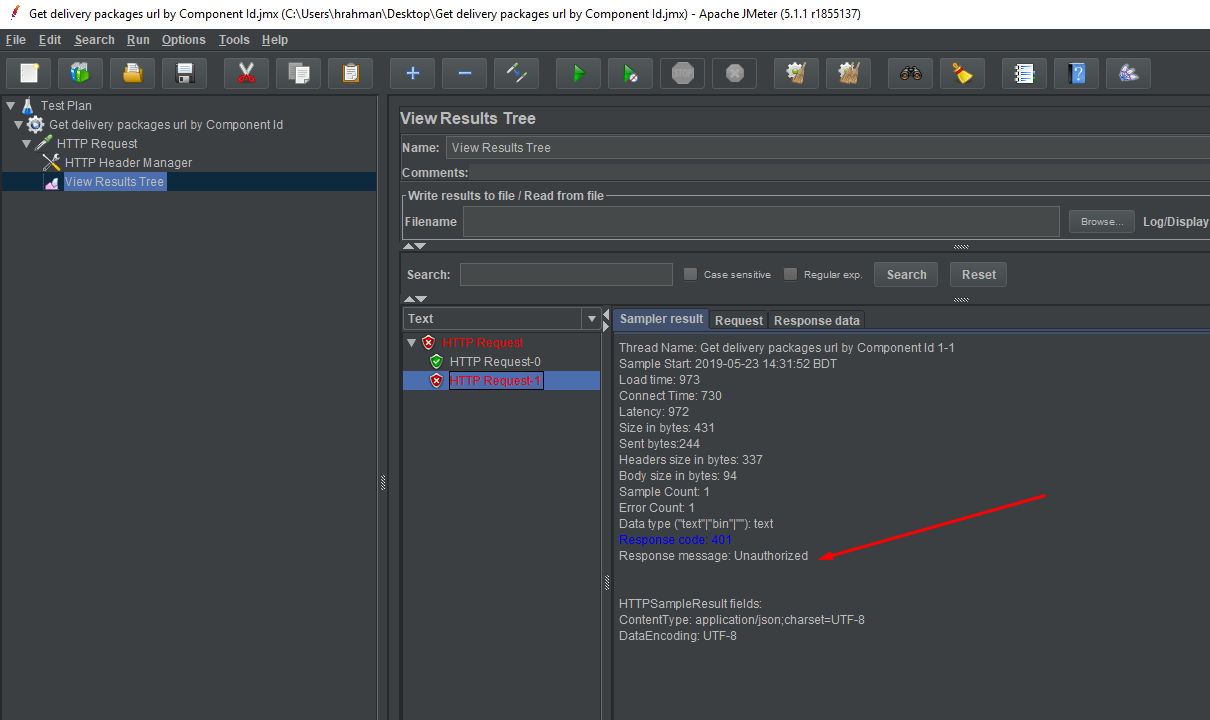 Get delivery packages url by Component Id.jmx (C:\Users\hrahman\Desktop\Get delivery packages url by Component Id.jmx) - Apache JMeter (5.1.1 r1855137)
File Edit Search Run Options Tools Help
STOP
Test Plan
Get delivery packages url by Component Id
HTTP Request
HTTP Header Manager
View Results Tree
View Results Tree
Name: View Results Tree
Comments:
Write results to file / Read from file
Filename Browse... Log/Display
Search: Case sensitive Regular exp. Search Reset
Text
HTTP Request
HTTP Request-0
HTTP Request-1
Sampler result Request Response data
Thread Name: Get delivery packages url by Component Id 1-1
Sample Start: 2019-05-23 14:31:52 BDT
Load time: 973
Connect Time: 730
Latency: 972
Size in bytes: 431
Sent bytes:244
Headers size in bytes: 337
Body size in bytes: 94
Sample Count: 1
Error Count: 1
Data type ("text"|"bin"|""): text
Response code: 401
Response message: Unauthorized
HTTPSampleResult fields:
ContentType: application/json;charset=UTF-8
DataEncoding: UTF-8